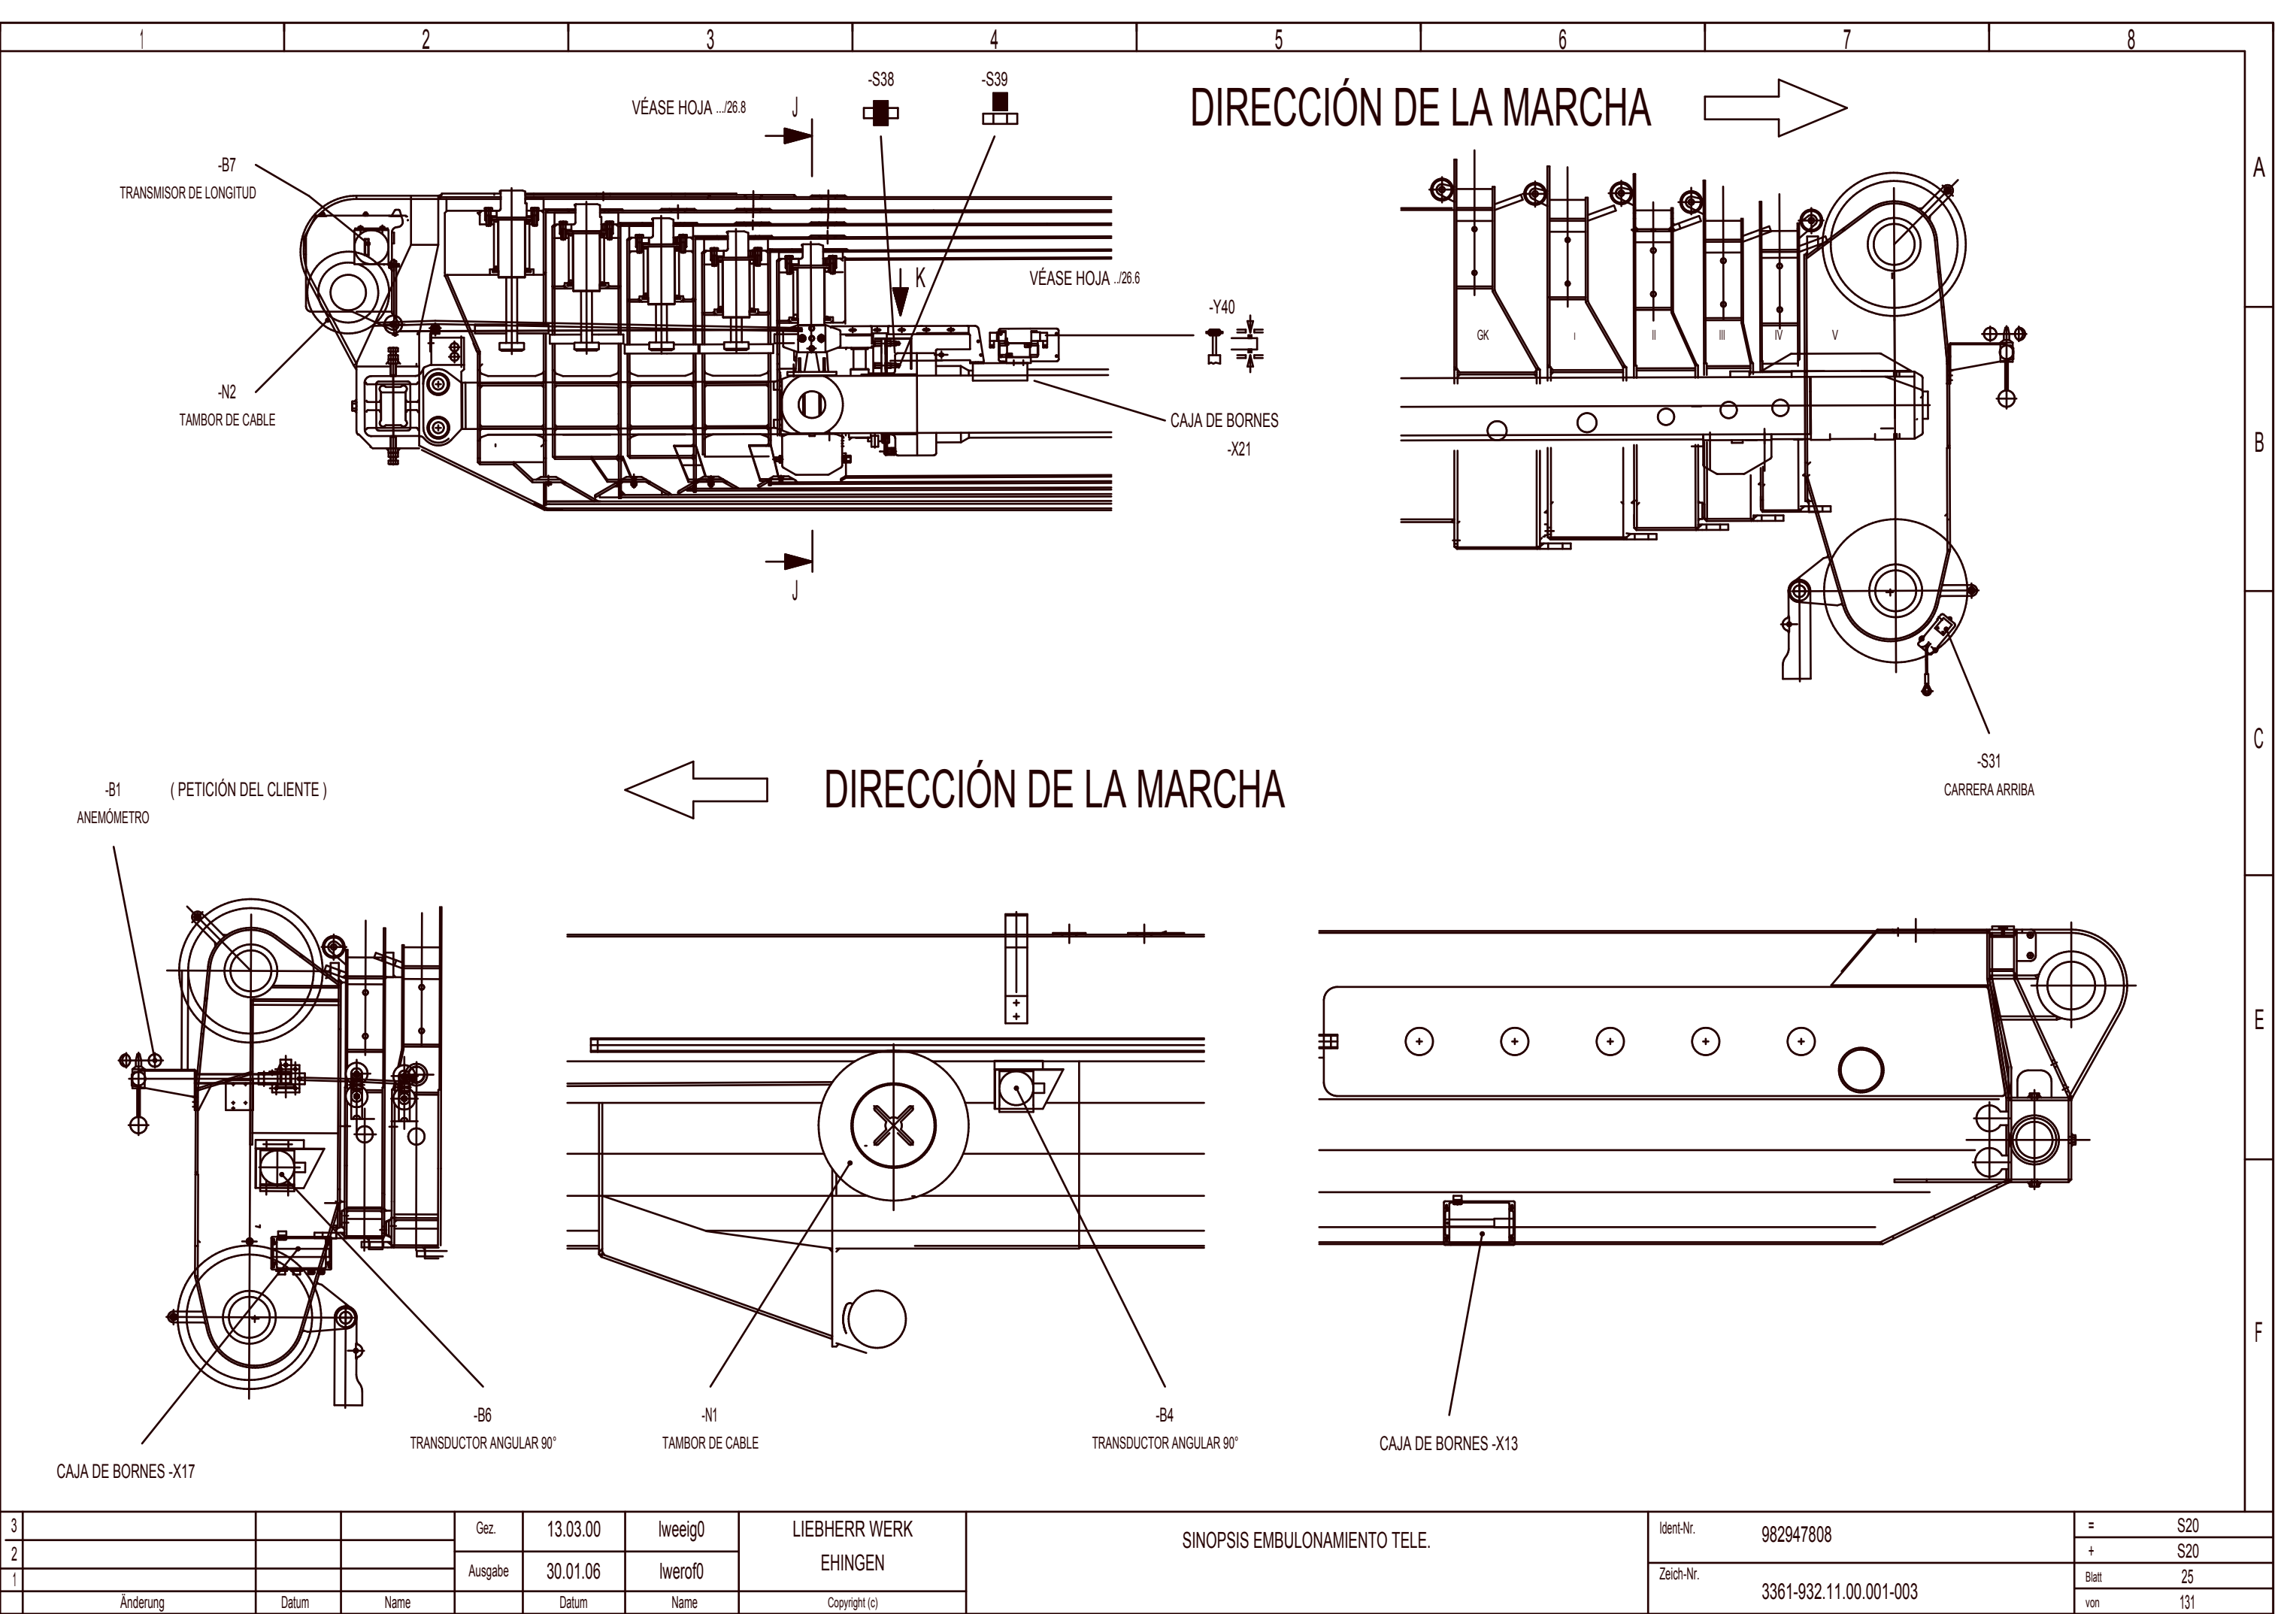 1 2 3 4 5 6 7 8
A
B
C
E
F
-S38
-S39
VÉASE HOJA .../26.8
J
DIRECCIÓN DE LA MARCHA
-B7
TRANSMISOR DE LONGITUD
K
VÉASE HOJA ../26.6
-Y40
GK I II III IV V
-N2
TAMBOR DE CABLE
CAJA DE BORNES
-X21
J
-S31
CARRERA ARRIBA
-B1 ( PETICIÓN DEL CLIENTE )
ANEMÓMETRO
DIRECCIÓN DE LA MARCHA
-B6
TRANSDUCTOR ANGULAR 90°
-N1
TAMBOR DE CABLE
-B4
TRANSDUCTOR ANGULAR 90°
CAJA DE BORNES -X13
CAJA DE BORNES -X17
3
2
1
Änderung Datum Name
Gez. 13.03.00 lweeig0
Ausgabe 30.01.06 lwerof0
Datum Name
LIEBHERR WERK
EHINGEN
Copyright (c)
SINOPSIS EMBULONAMIENTO TELE.
Ident-Nr. 982947808
Zeich-Nr. 3361-932.11.00.001-003
= S20
+ S20
Blatt 25
von 131